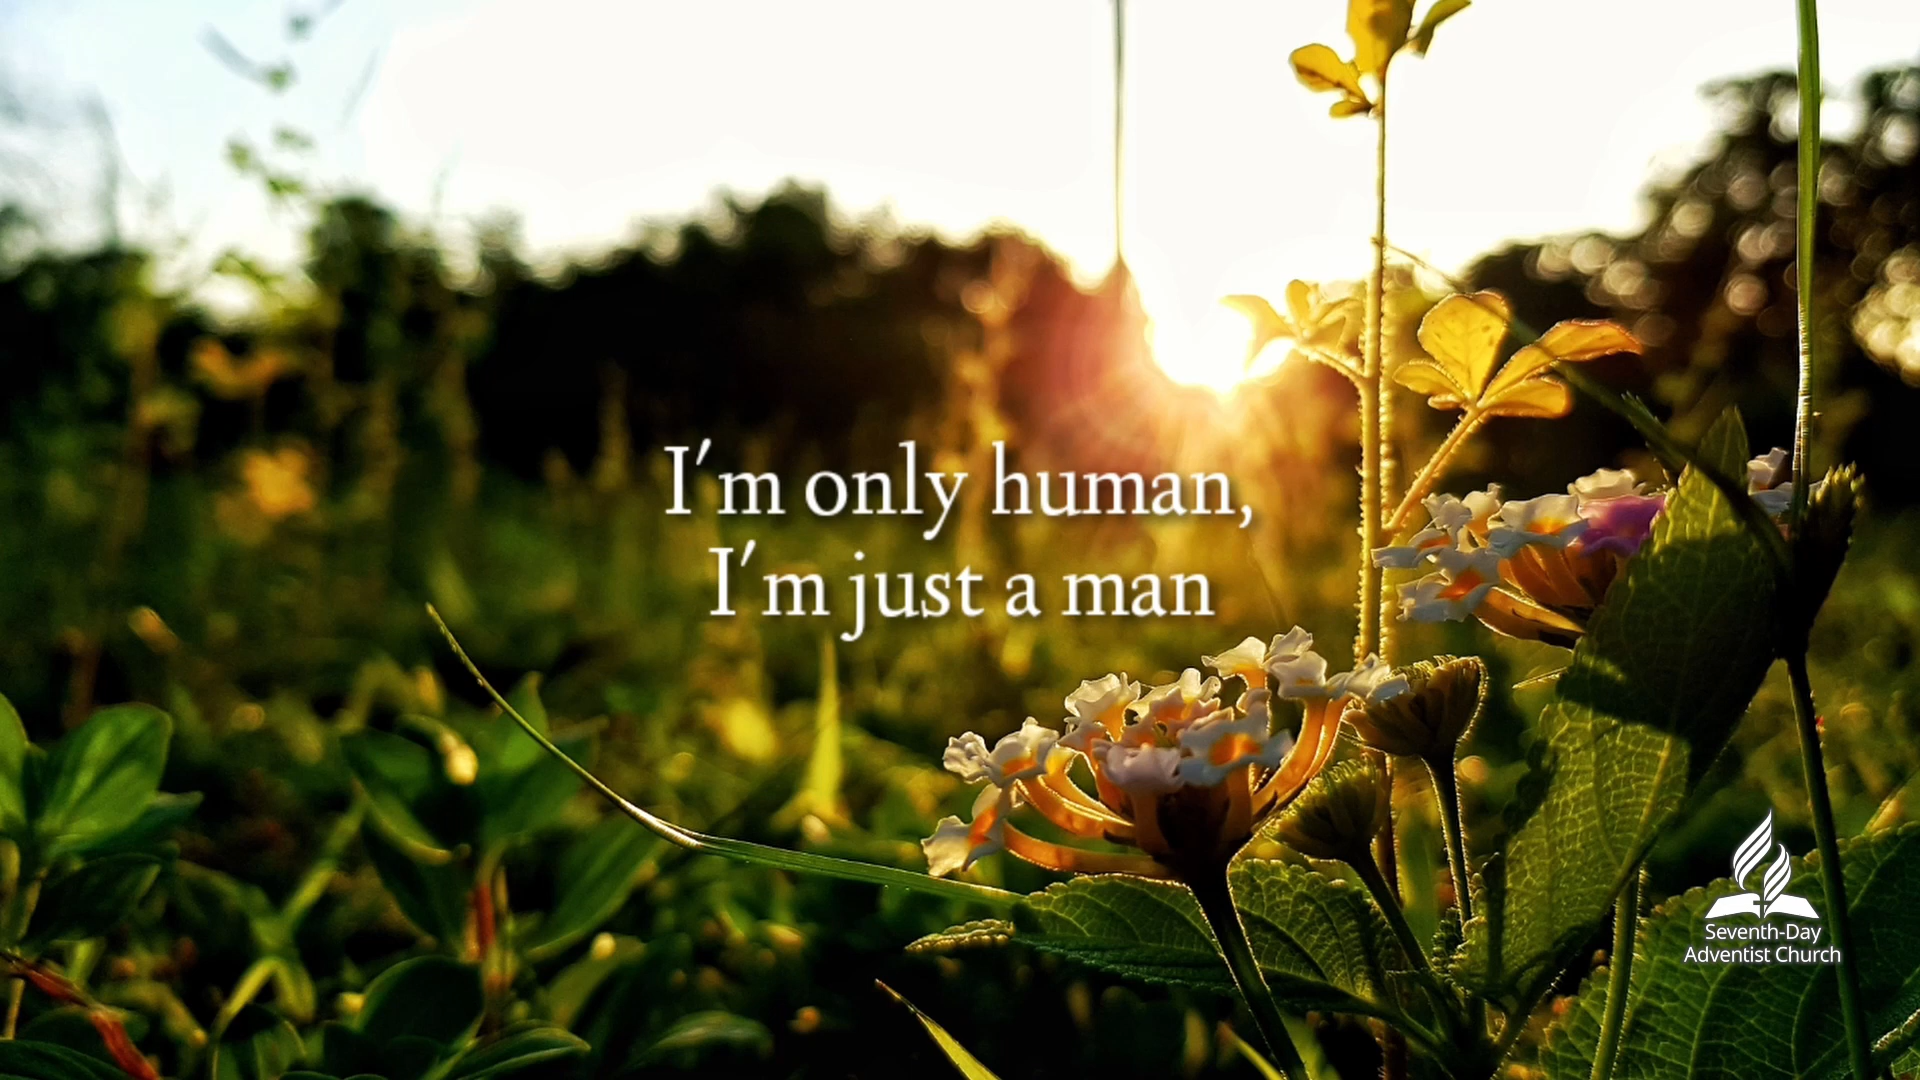 I'm only human,
I'm just a man
Seventh-Day
Adventist Church